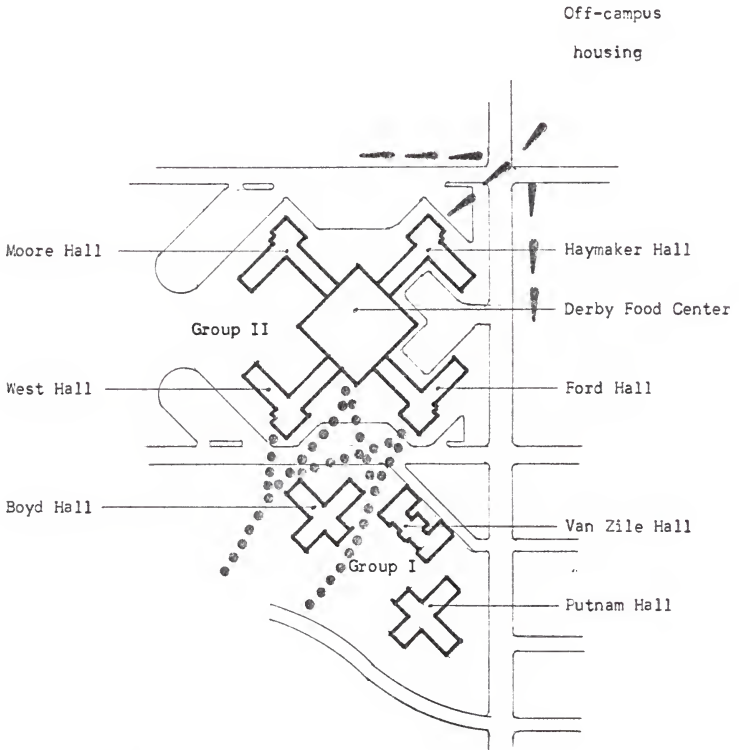 Off-campus
housing
Moore Hall
Haymaker Hall
Derby Food Center
Group II
West Hall
Ford Hall
Boyd Hall
Van Zile Hall
Group I
Putnam Hall